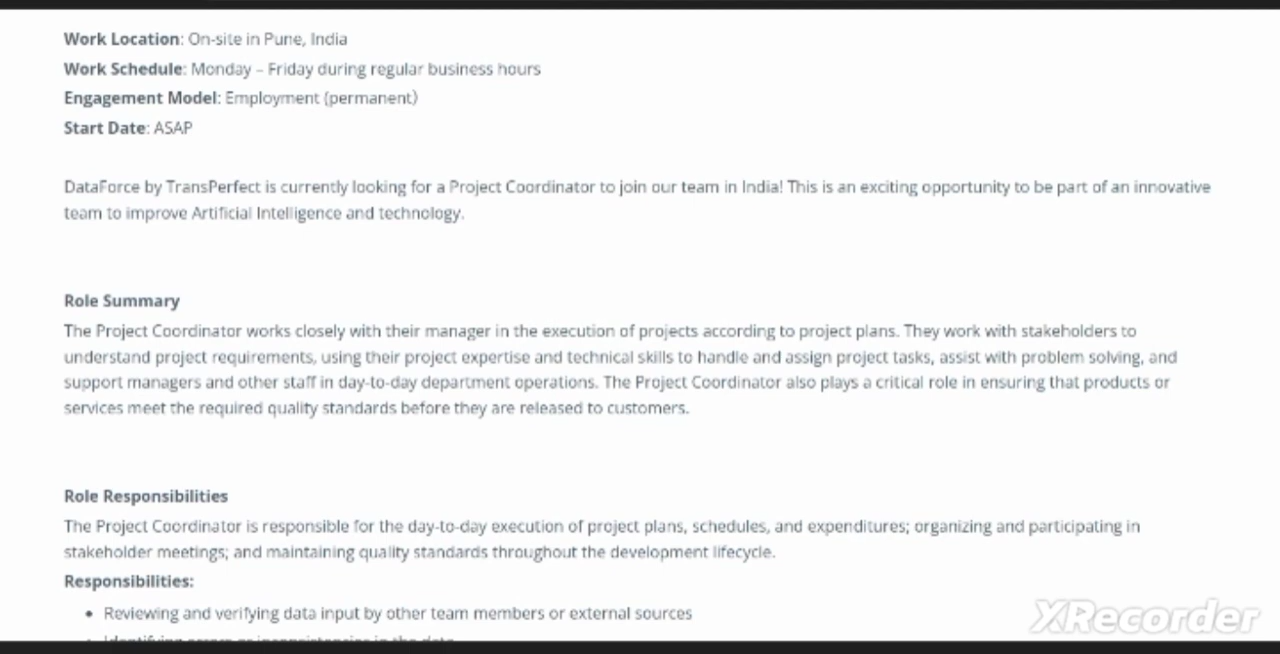 Work Location: On-site in Pune, India
Work Schedule: Monday – Friday during regular business hours
Engagement Model: Employment (permanent)
Start Date: ASAP
DataForce by TransPerfect is currently looking for a Project Coordinator to join our team in India! This is an exciting opportunity to be part of an innovative
team to improve Artificial Intelligence and technology.
Role Summary
The Project Coordinator works closely with their manager in the execution of projects according to project plans. They work with stakeholders to
understand project requirements, using their project expertise and technical skills to handle and assign project tasks, assist with problem solving, and
support managers and other staff in day-to-day department operations. The Project Coordinator also plays a critical role in ensuring that products or
services meet the required quality standards before they are released to customers.
Role Responsibilities
The Project Coordinator is responsible for the day-to-day execution of project plans, schedules, and expenditures; organizing and participating in
stakeholder meetings; and maintaining quality standards throughout the development lifecycle.
Responsibilities:
• Reviewing and verifying data input by other team members or external sources
XRecorder